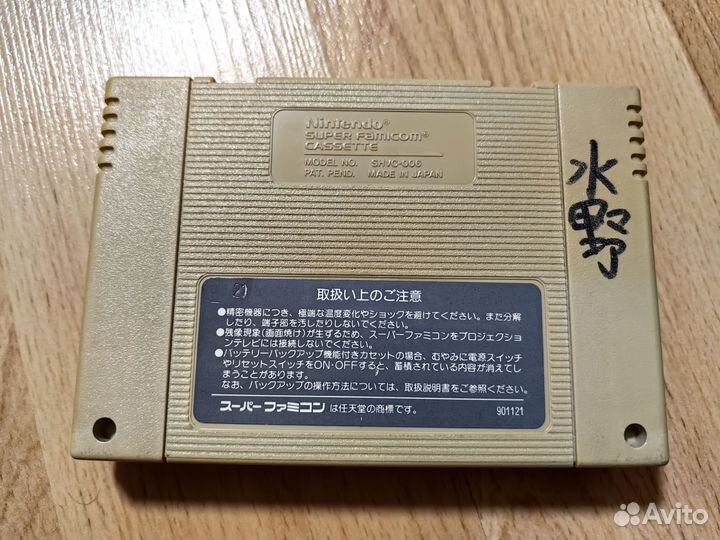 Nintendo®
SUPER FAMICOM®
CASSETTE
MODEL NO. SHVC-006
PAT. PEND. MADE IN JAPAN
水野
取扱い上のご注意
●精密機器につき、極端な温度変化やショックを避けてください。また分解
したり、端子部を汚したりしないでください。
●残像現象(画面焼け)が生ずるため、スーパーファミコンをプロジェクション
テレビには接続しないでください。
●バッテリーバックアップ機能付きカセットの場合、むやみに電源スイッチ
やリセットスイッチをON・OFFすると、蓄積されている内容が消えてし
まうことがあります。
なお、バックアップの操作方法については、取扱説明書をご参照ください。
スーパーファミコンは任天堂の商標です。 901121
Avito